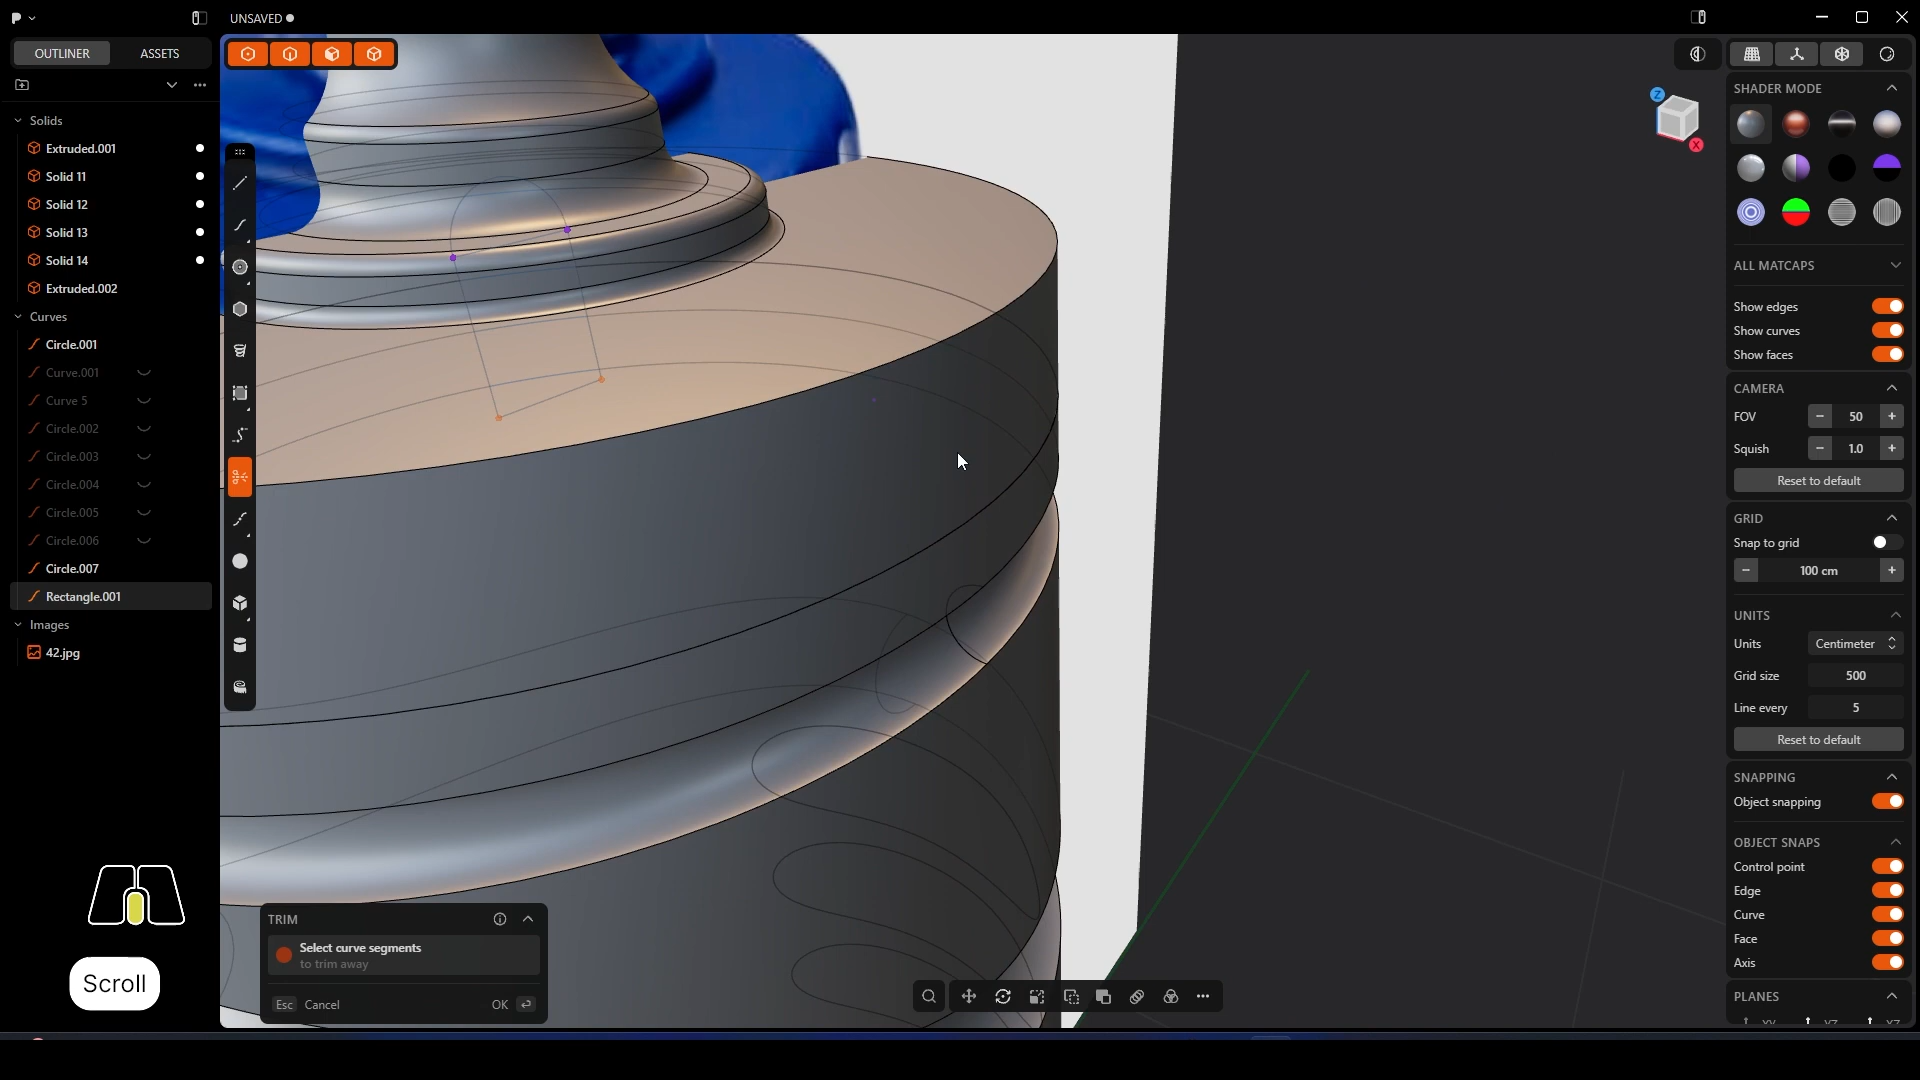 UNSAVED
OUTLINER
ASSETS
Solids
Extruded.001
Solid 11
Solid 12
Solid 13
Solid 14
Extruded.002
Curves
Circle.001
Curve.001
Curve 5
Circle.002
Circle.003
Circle.004
Circle.005
Circle.006
Circle.007
Rectangle.001
Images
42.jpg
Scroll
TRIM
Select curve segments
to trim away
Esc Cancel
OK
Z
X
SHADER MODE
ALL MATCAPS
Show edges
Show curves
Show faces
CAMERA
FOV 50
Squish 1.0
Reset to default
GRID
Snap to grid
100 cm
UNITS
Units Centimeter
Grid size 500
Line every 5
Reset to default
SNAPPING
Object snapping
OBJECT SNAPS
Control point
Edge
Curve
Face
Axis
PLANES